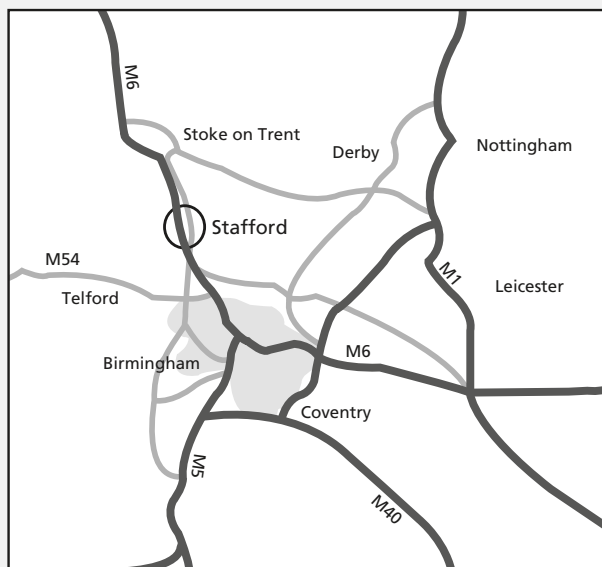 M6
Stoke on Trent
Derby
Nottingham
Stafford
M54
M1
Telford
Leicester
M6
Birmingham
Coventry
M5
M40